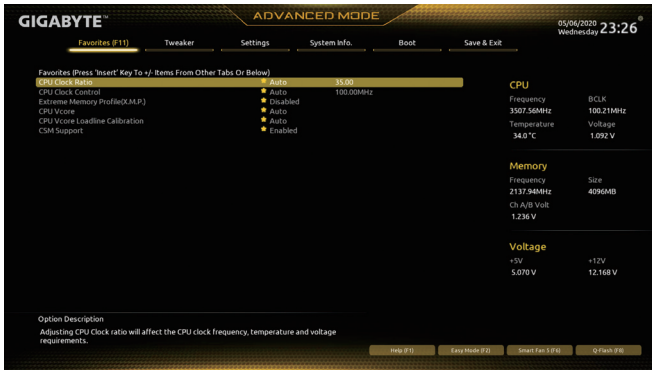 GIGABYTE™
ADVANCED MODE
05/06/2020
Wednesday 23:26
Favorites (F11) Tweaker Settings System Info. Boot Save & Exit
Favorites (Press 'Insert' Key To +/- Items From Other Tabs Or Below)
CPU Clock Ratio Auto 35.00
CPU Clock Control Auto 100.00MHz
Extreme Memory Profile(X.M.P.) Disabled
CPU Vcore Auto
CPU Vcore Loadline Calibration Auto
CSM Support Enabled
CPU
Frequency BCLK
3507.56MHz 100.21MHz
Temperature Voltage
34.0 °C 1.092 V
Memory
Frequency Size
2137.94MHz 4096MB
Ch A/B Volt
1.236 V
Voltage
+5V +12V
5.070 V 12.168 V
Option Description
Adjusting CPU Clock ratio will affect the CPU clock frequency, temperature and voltage
requirements.
Help (F1) Easy Mode (F2) Smart Fan 5 (F6) Q-Flash (F8)